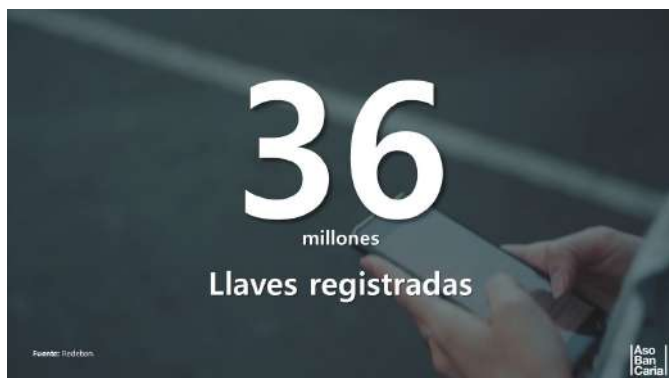 36
millones
Llaves registradas
Fuente: Redeban.
Aso
Ban
Caria